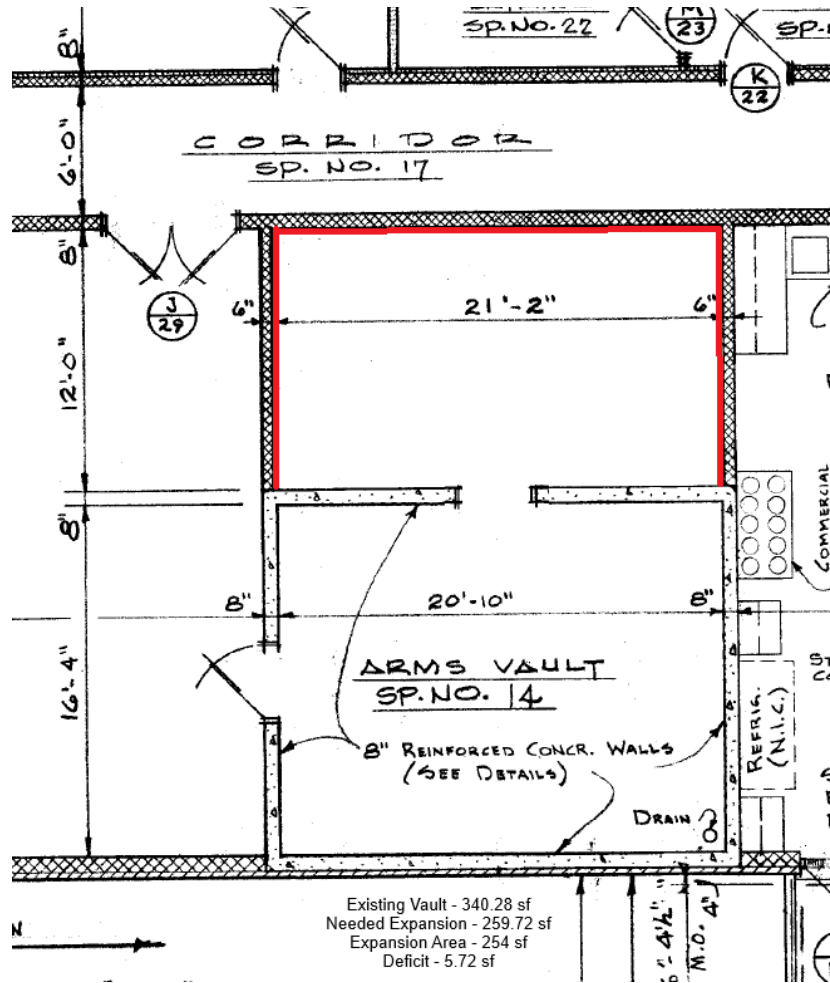 SP. NO. 22
M
23
SP.
8"
K
22
6'-0"
CORRIDOR
SP. NO. 17
8"
J
29
6"
21'-2"
6"
12'-0"
8"
COMMERCIAL
8"
20'-10"
8"
16'-4"
ARMS VAULT
SP. NO. 14
8" REINFORCED CONCR. WALLS
(SEE DETAILS)
REFRIG.
(N.I.C.)
DRAIN
Existing Vault - 340.28 sf
Needed Expansion - 259.72 sf
Expansion Area - 254 sf
Deficit - 5.72 sf
N
-4½"
M.O. 4"